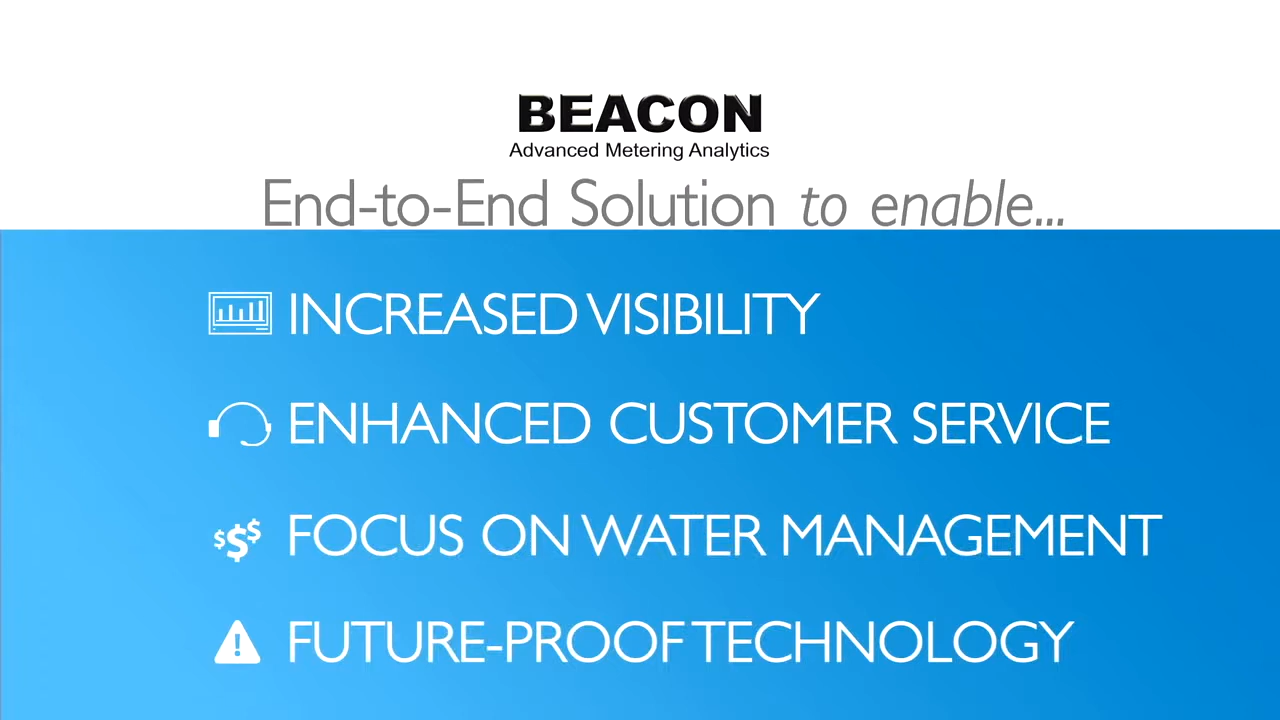 BEACON
Advanced Metering Analytics
End-to-End Solution to enable...
INCREASED VISIBILITY
ENHANCED CUSTOMER SERVICE
$$$ FOCUS ON WATER MANAGEMENT
! FUTURE-PROOF TECHNOLOGY